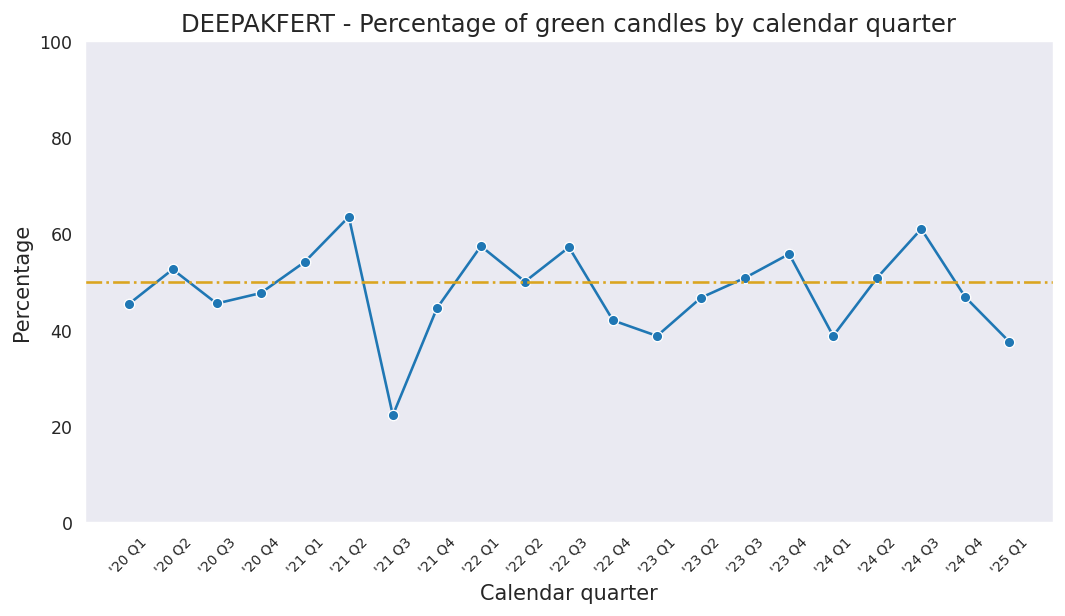 DEEPAKFERT - Percentage of green candles by calendar quarter
Percentage
100
80
60
40
20
0
'20 Q1
'20 Q2
'20 Q3
'20 Q4
'21 Q1
'21 Q2
'21 Q3
'21 Q4
'22 Q1
'22 Q2
'22 Q3
'22 Q4
'23 Q1
'23 Q2
'23 Q3
'23 Q4
'24 Q1
'24 Q2
'24 Q3
'24 Q4
'25 Q1
Calendar quarter